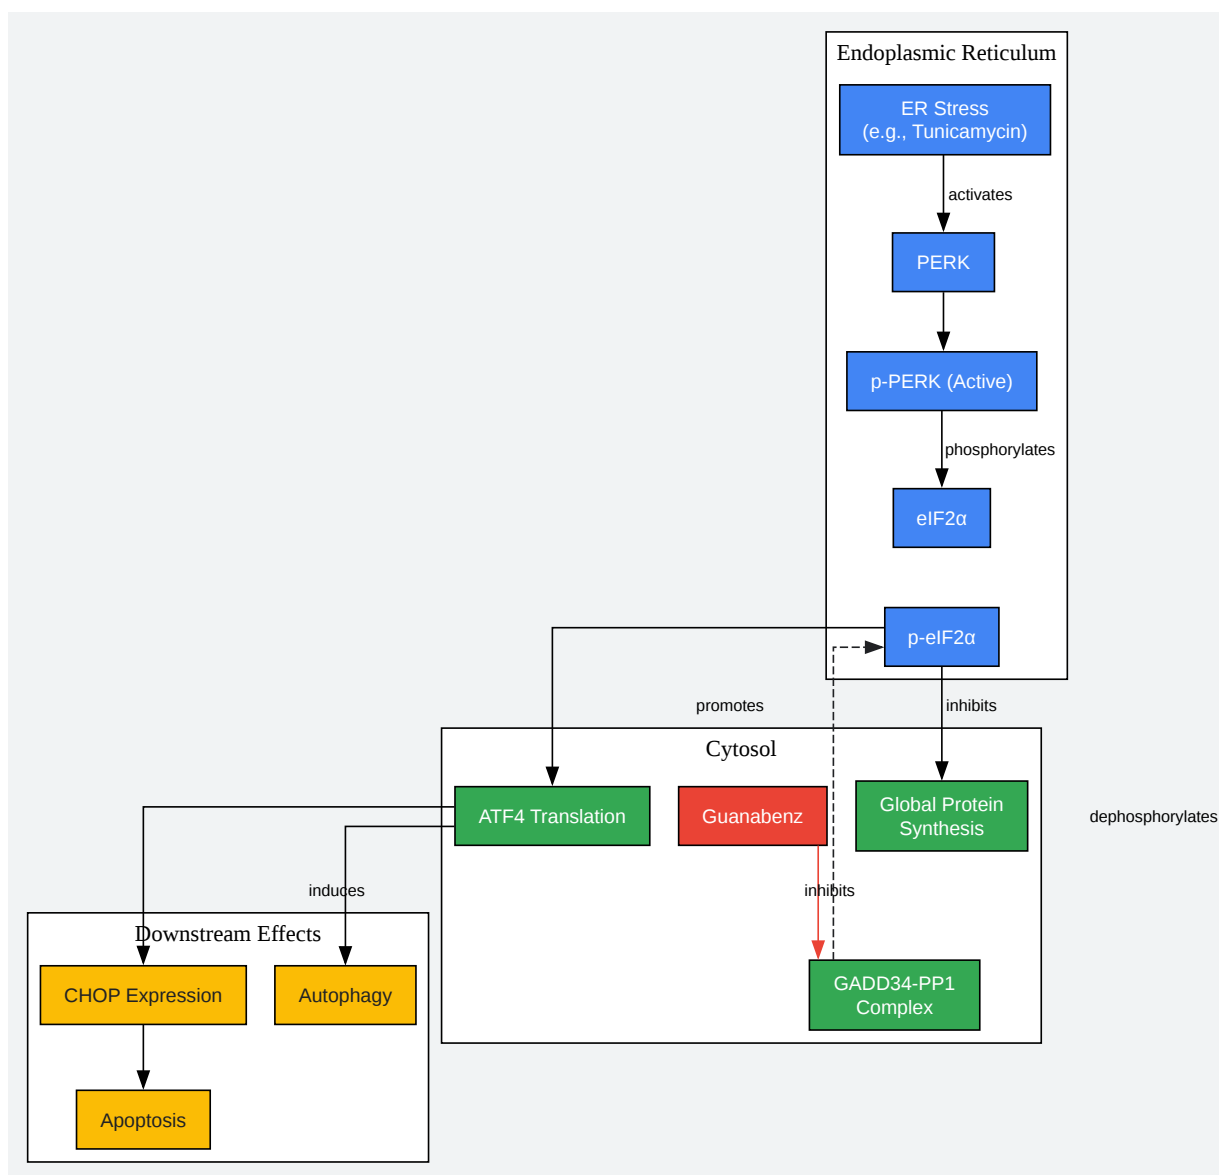 Endoplasmic Reticulum
ER Stress
(e.g., Tunicamycin)
activates
PERK
p-PERK (Active)
phosphorylates
eIF2α
p-eIF2α
promotes
inhibits
Cytosol
ATF4 Translation
Guanabenz
Global Protein
Synthesis
dephosphorylates
induces
inhibits
Downstream Effects
CHOP Expression
Autophagy
GADD34-PP1
Complex
Apoptosis